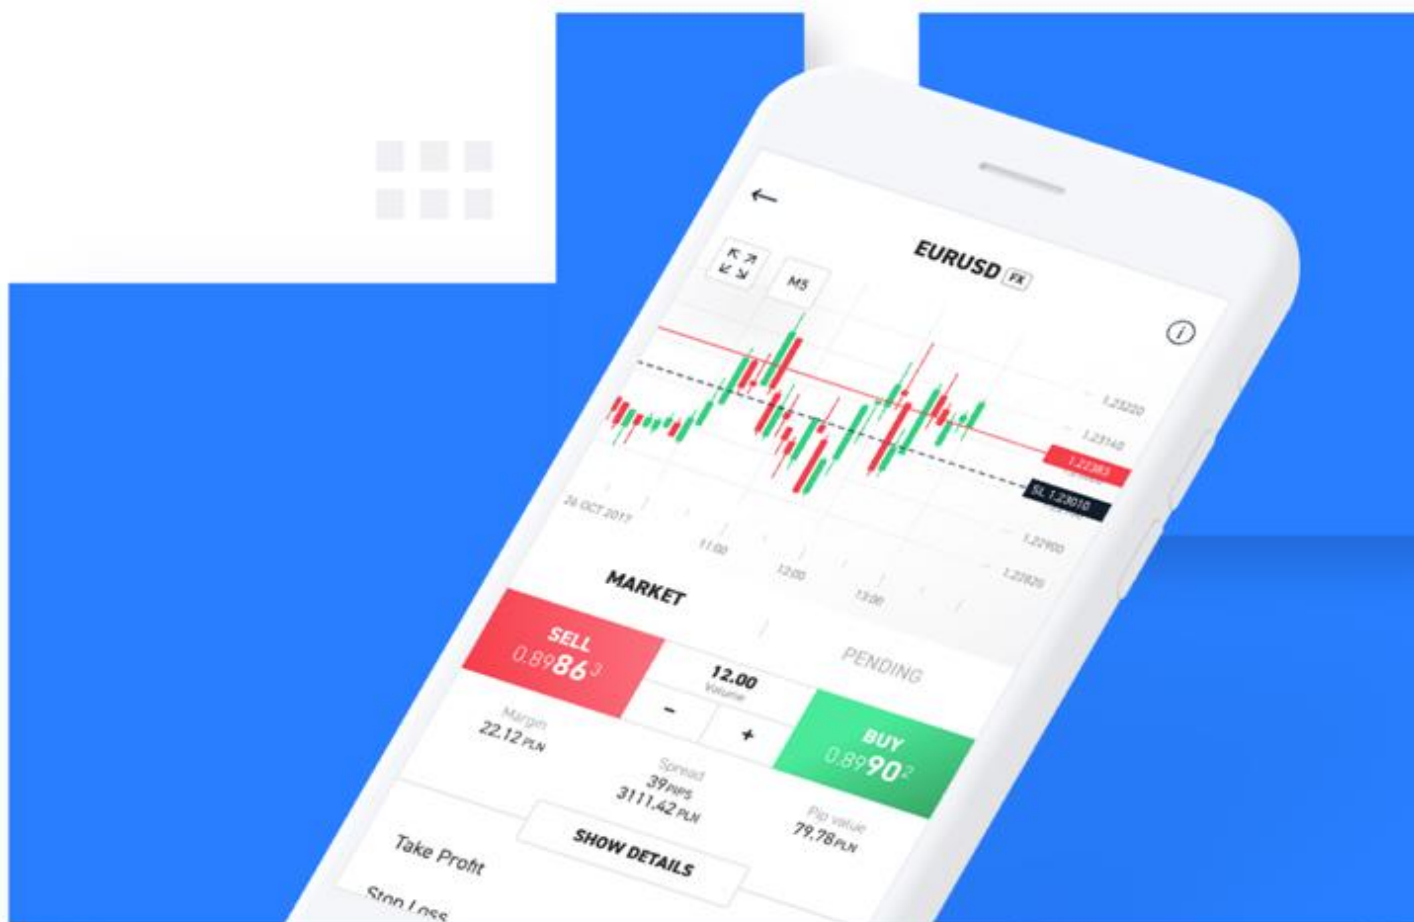 EURUSD FX
M5
1.23220
1.23140
1.22383
SL 1.23010
1.22900
1.22820
26 OCT 2017
11:00
12:00
13:00
MARKET
PENDING
SELL
0.89863
12.00
Volume
-
+
BUY
0.89902
Margin
22.12 PLN
Spread
39 PIPS
3111.42 PLN
Pip value
79.78 PLN
SHOW DETAILS
Take Profit
Stop Loss